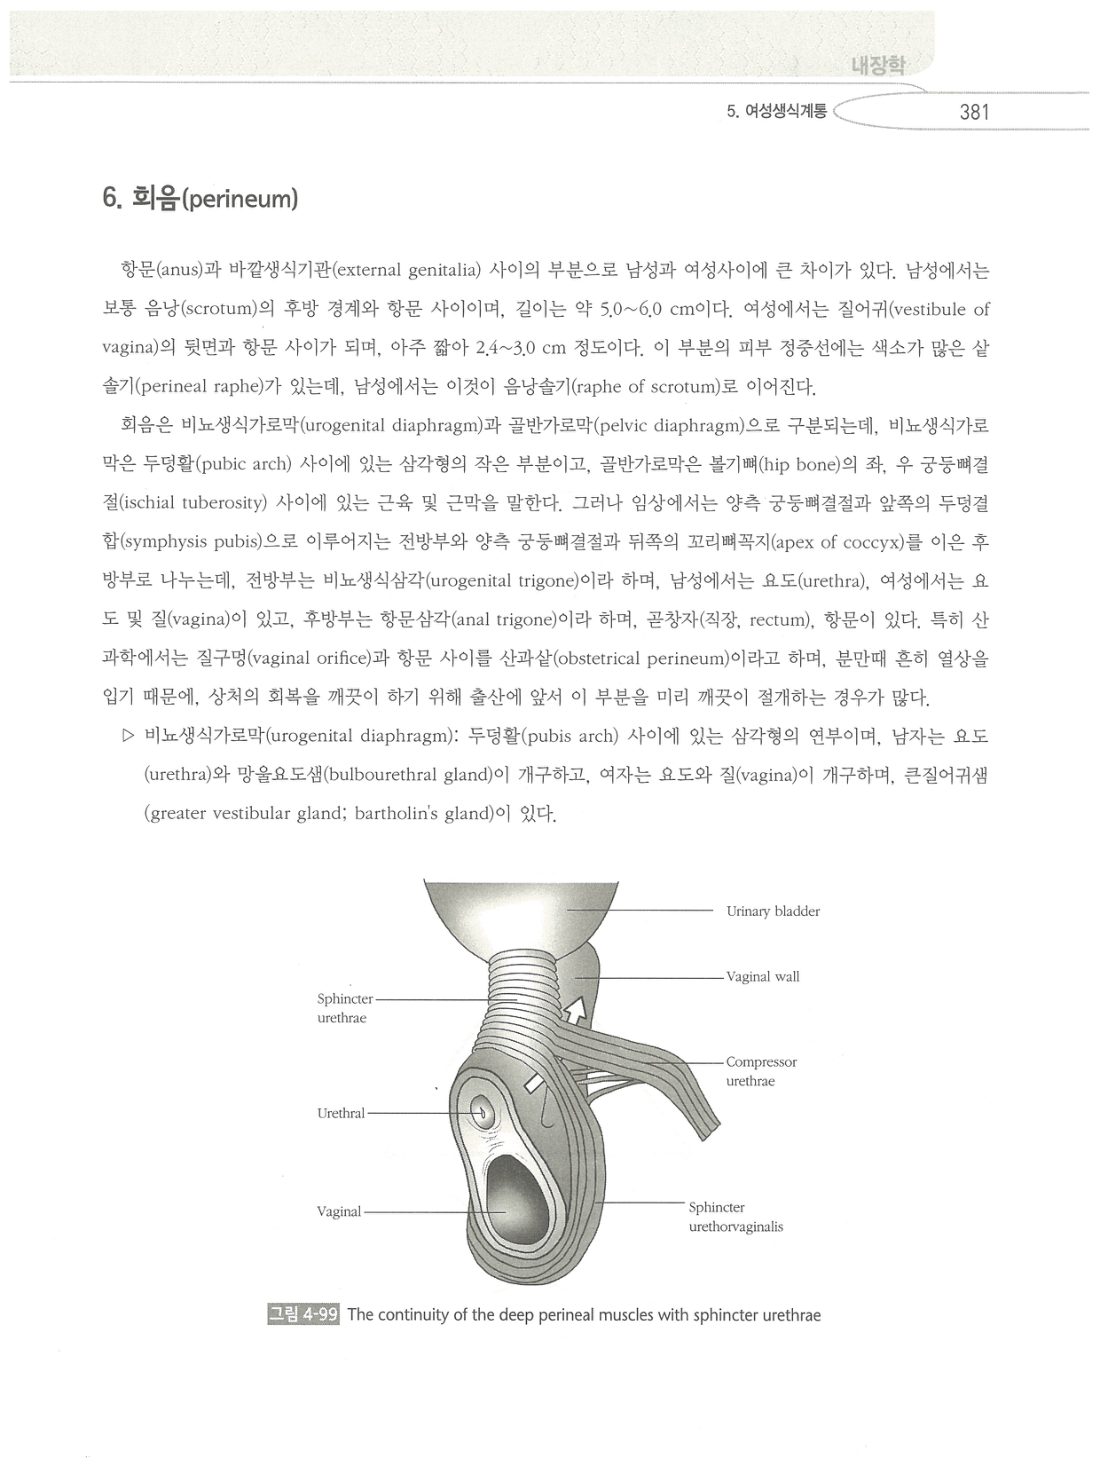 내장학
5. 여성생식계통
381
6. 회음(perineum)
항문(anus)과 바깥생식기관(external genitalia) 사이의 부분으로 남성과 여성사이에 큰 차이가 있다. 남성에서는
보통 음낭(scrotum)의 후방 경계와 항문 사이이며, 길이는 약 5.0~6.0 cm이다. 여성에서는 질어귀(vestibule of
vagina)의 뒷면과 항문 사이가 되며, 아주 짧아 2.4~3.0 cm 정도이다. 이 부분의 피부 정중선에는 색소가 많은 샅
솔기(perineal raphe)가 있는데, 남성에서는 이것이 음낭솔기(raphe of scrotum)로 이어진다.
회음은 비뇨생식가로막(urogenital diaphragm)과 골반가로막(pelvic diaphragm)으로 구분되는데, 비뇨생식가로
막은 두덩활(pubic arch) 사이에 있는 삼각형의 작은 부분이고, 골반가로막은 볼기뼈(hip bone)의 좌, 우 궁둥뼈결
절(ischial tuberosity) 사이에 있는 근육 및 근막을 말한다. 그러나 임상에서는 양측 궁둥뼈결절과 앞쪽의 두덩결
합(symphysis pubis)으로 이루어지는 전방부와 양측 궁둥뼈결절과 뒤쪽의 꼬리뼈꼭지(apex of coccyx)를 이은 후
방부로 나누는데, 전방부는 비뇨생식삼각(urogenital trigone)이라 하며, 남성에서는 요도(urethra), 여성에서는 요
도 및 질(vagina)이 있고, 후방부는 항문삼각(anal trigone)이라 하며, 곧창자(직장, rectum), 항문이 있다. 특히 산
과학에서는 질구멍(vaginal orifice)과 항문 사이를 산과샅(obstetrical perineum)이라고 하며, 분만때 흔히 열상을
입기 때문에, 상처의 회복을 깨끗이 하기 위해 출산에 앞서 이 부분을 미리 깨끗이 절개하는 경우가 많다.
▷ 비뇨생식가로막(urogenital diaphragm): 두덩활(pubis arch) 사이에 있는 삼각형의 연부이며, 남자는 요도
(urethra)와 망울요도샘(bulbourethral gland)이 개구하고, 여자는 요도와 질(vagina)이 개구하며, 큰질어귀샘
(greater vestibular gland; bartholin's gland)이 있다.
Urinary bladder
Vaginal wall
Sphincter
urethrae
Compressor
urethrae
Urethral
Vaginal
Sphincter
urethorvaginalis
그림 4-99 The continuity of the deep perineal muscles with sphincter urethrae